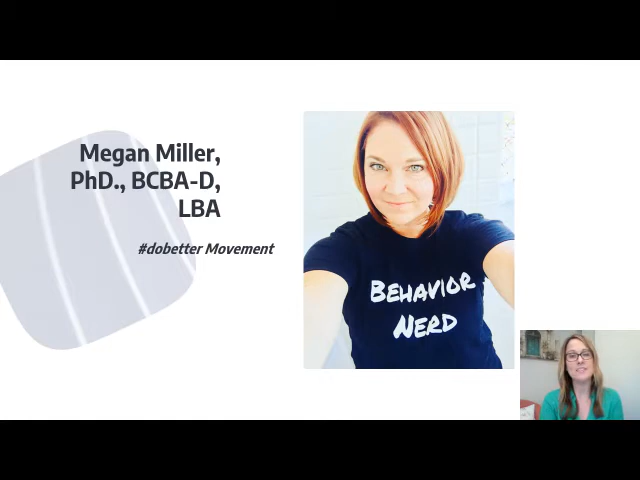 Megan Miller,
PhD., BCBA-D,
LBA
#dobetter Movement
BEHAVIOR
NERD